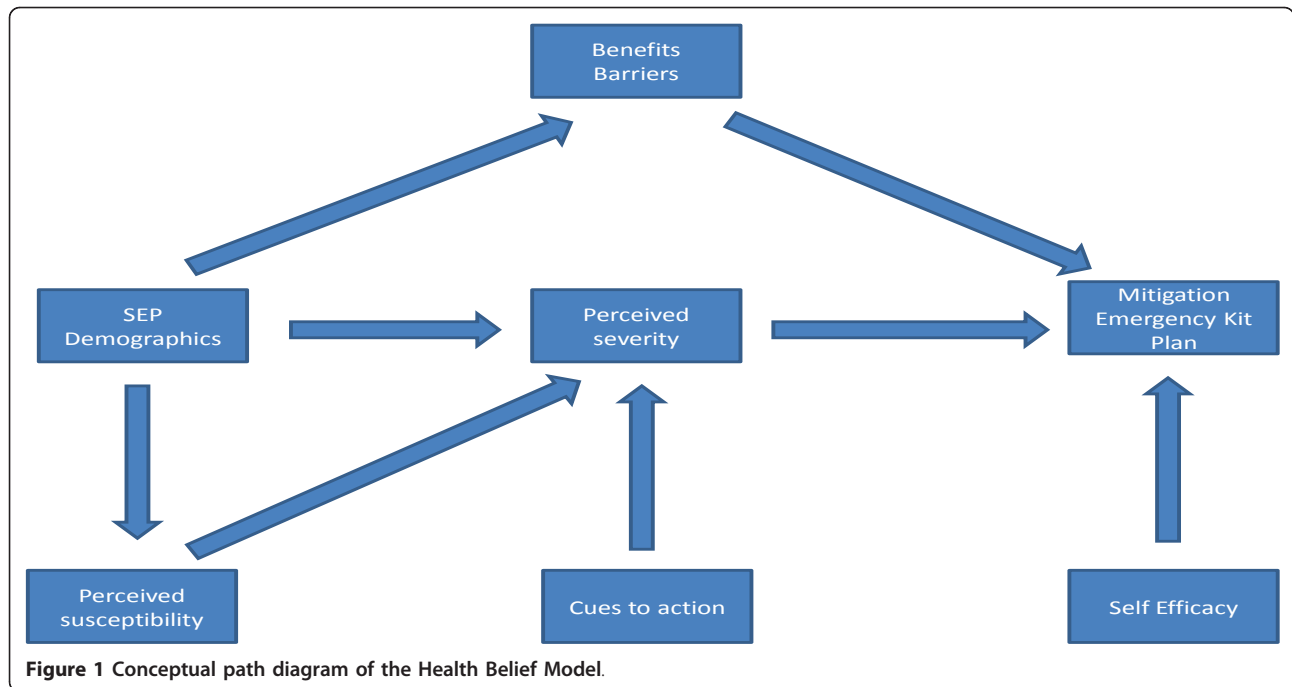 Benefits
Barriers
SEP
Demographics
Perceived
severity
Mitigation
Emergency Kit
Plan
Perceived
susceptibility
Cues to action
Self Efficacy
Figure 1 Conceptual path diagram of the Health Belief Model.